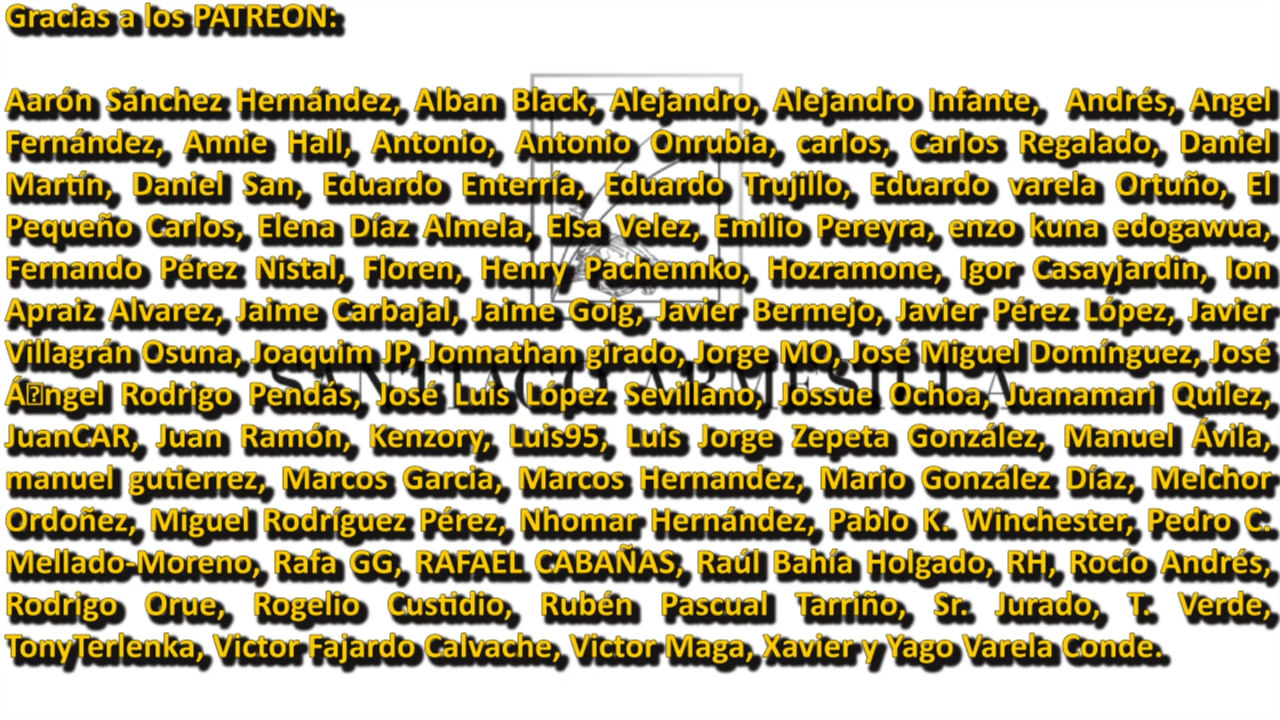 Gracias a los PATREON:
Aarón Sánchez Hernández, Alban Black, Alejandro, Alejandro Infante, Andrés, Angel
Fernández, Annie Hall, Antonio, Antonio Onrubia, carlos, Carlos Regalado, Daniel
Martín, Daniel San, Eduardo Enterría, Eduardo Trujillo, Eduardo varela Ortuño, El
Pequeño Carlos, Elena Díaz Almela, Elsa Velez, Emilio Pereyra, enzo kuna edogawua,
Fernando Pérez Nistal, Floren, Henry Pachennko, Hozramone, Igor Casayjardin, Ion
Apraiz Alvarez, Jaime Carbajal, Jaime Goig, Javier Bermejo, Javier Pérez López, Javier
Villagrán Osuna, Joaquim JP, Jonnathan girado, Jorge MO, José Miguel Domínguez, José
Á�ngel Rodrigo Pendás, José Luis López Sevillano, Jossue Ochoa, Juanamari Quilez,
SANTIAGO ARMESILLA
JuanCAR, Juan Ramón, Kenzory, Luis95, Luis Jorge Zepeta González, Manuel Ávila,
manuel gutierrez, Marcos Garcia, Marcos Hernandez, Mario González Díaz, Melchor
Ordoñez, Miguel Rodríguez Pérez, Nhomar Hernández, Pablo K. Winchester, Pedro C.
Mellado-Moreno, Rafa GG, RAFAEL CABAÑAS, Raúl Bahía Holgado, RH, Rocío Andrés,
Rodrigo Orue, Rogelio Custidio, Rubén Pascual Tarriño, Sr. Jurado, T. Verde,
TonyTerlenka, Victor Fajardo Calvache, Victor Maga, Xavier y Yago Varela Conde.